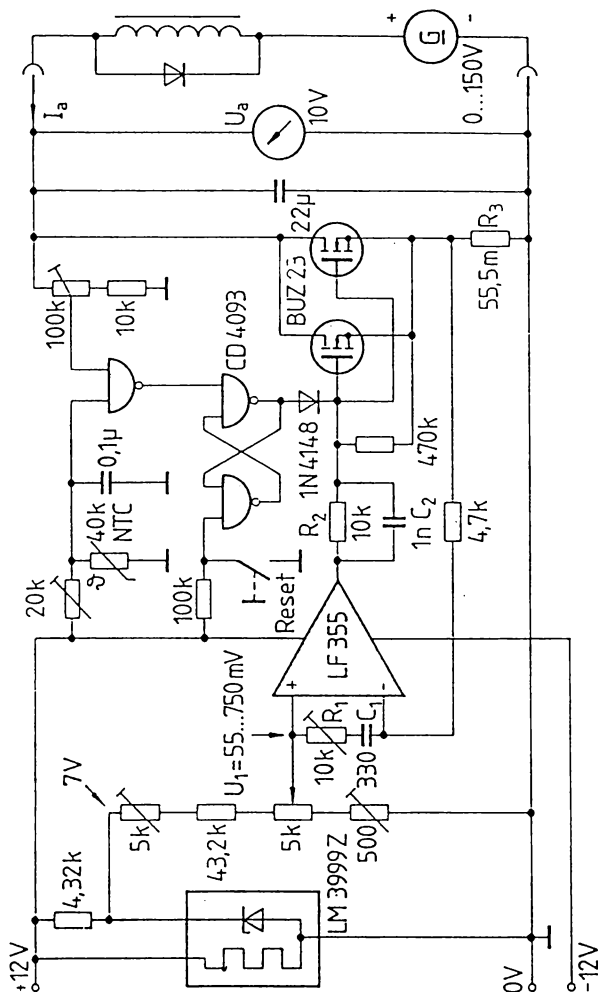 +12V
4,32k
7V
5k
43,2k
5k
500
LM 3999Z
0V
-12V
U₁=55...750mV
20k
40k
NTC
ϑ
0,1µ
100k
Reset
+
-
10k
R₁
330
C₁
LF 355
R₂
10k
1n C₂
4,7k
470k
1N4148
CD 4093
100k
10k
BUZ 23
22µ
R₃
55,5m
Iₐ
Uₐ
10V
+
G
-
0...150V